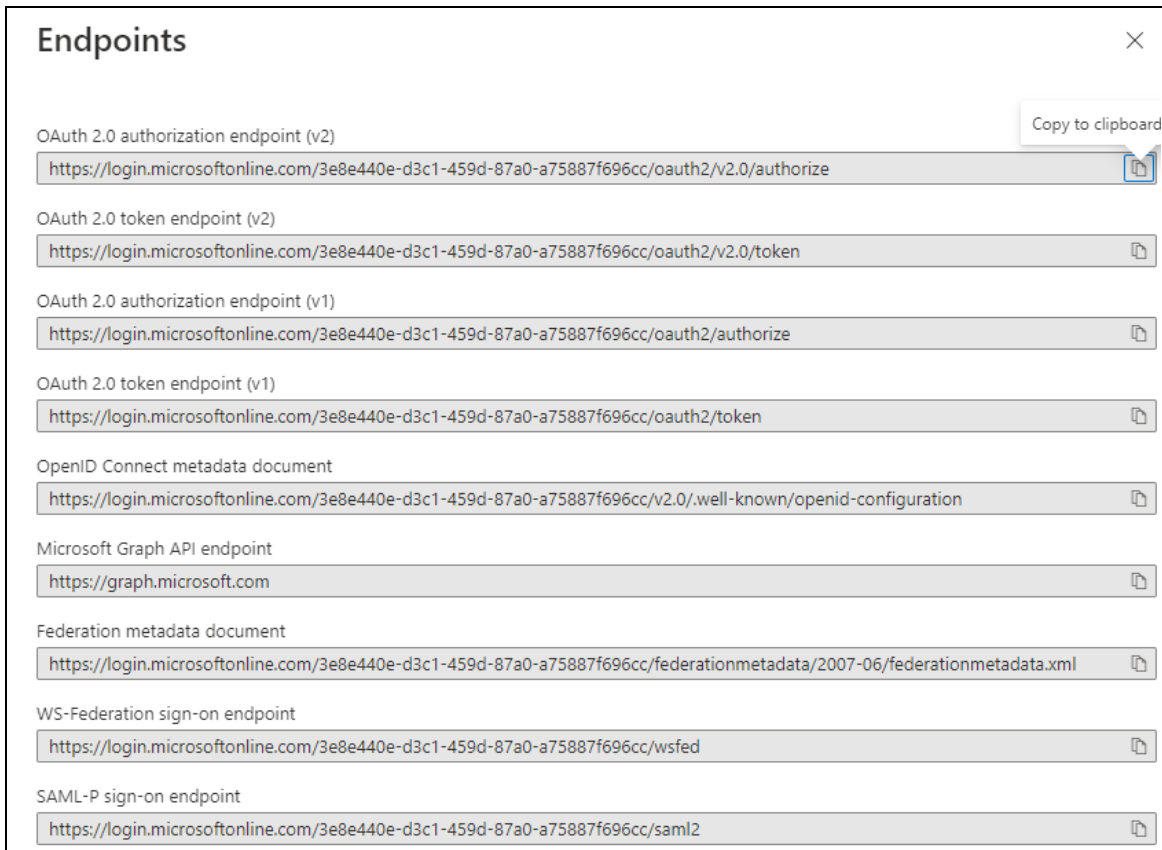 Endpoints
Copy to clipboard
OAuth 2.0 authorization endpoint (v2)
https://login.microsoftonline.com/3e8e440e-d3c1-459d-87a0-a75887f696cc/oauth2/v2.0/authorize
OAuth 2.0 token endpoint (v2)
https://login.microsoftonline.com/3e8e440e-d3c1-459d-87a0-a75887f696cc/oauth2/v2.0/token
OAuth 2.0 authorization endpoint (v1)
https://login.microsoftonline.com/3e8e440e-d3c1-459d-87a0-a75887f696cc/oauth2/authorize
OAuth 2.0 token endpoint (v1)
https://login.microsoftonline.com/3e8e440e-d3c1-459d-87a0-a75887f696cc/oauth2/token
OpenID Connect metadata document
https://login.microsoftonline.com/3e8e440e-d3c1-459d-87a0-a75887f696cc/v2.0/.well-known/openid-configuration
Microsoft Graph API endpoint
https://graph.microsoft.com
Federation metadata document
https://login.microsoftonline.com/3e8e440e-d3c1-459d-87a0-a75887f696cc/federationmetadata/2007-06/federationmetadata.xml
WS-Federation sign-on endpoint
https://login.microsoftonline.com/3e8e440e-d3c1-459d-87a0-a75887f696cc/wsfed
SAML-P sign-on endpoint
https://login.microsoftonline.com/3e8e440e-d3c1-459d-87a0-a75887f696cc/saml2